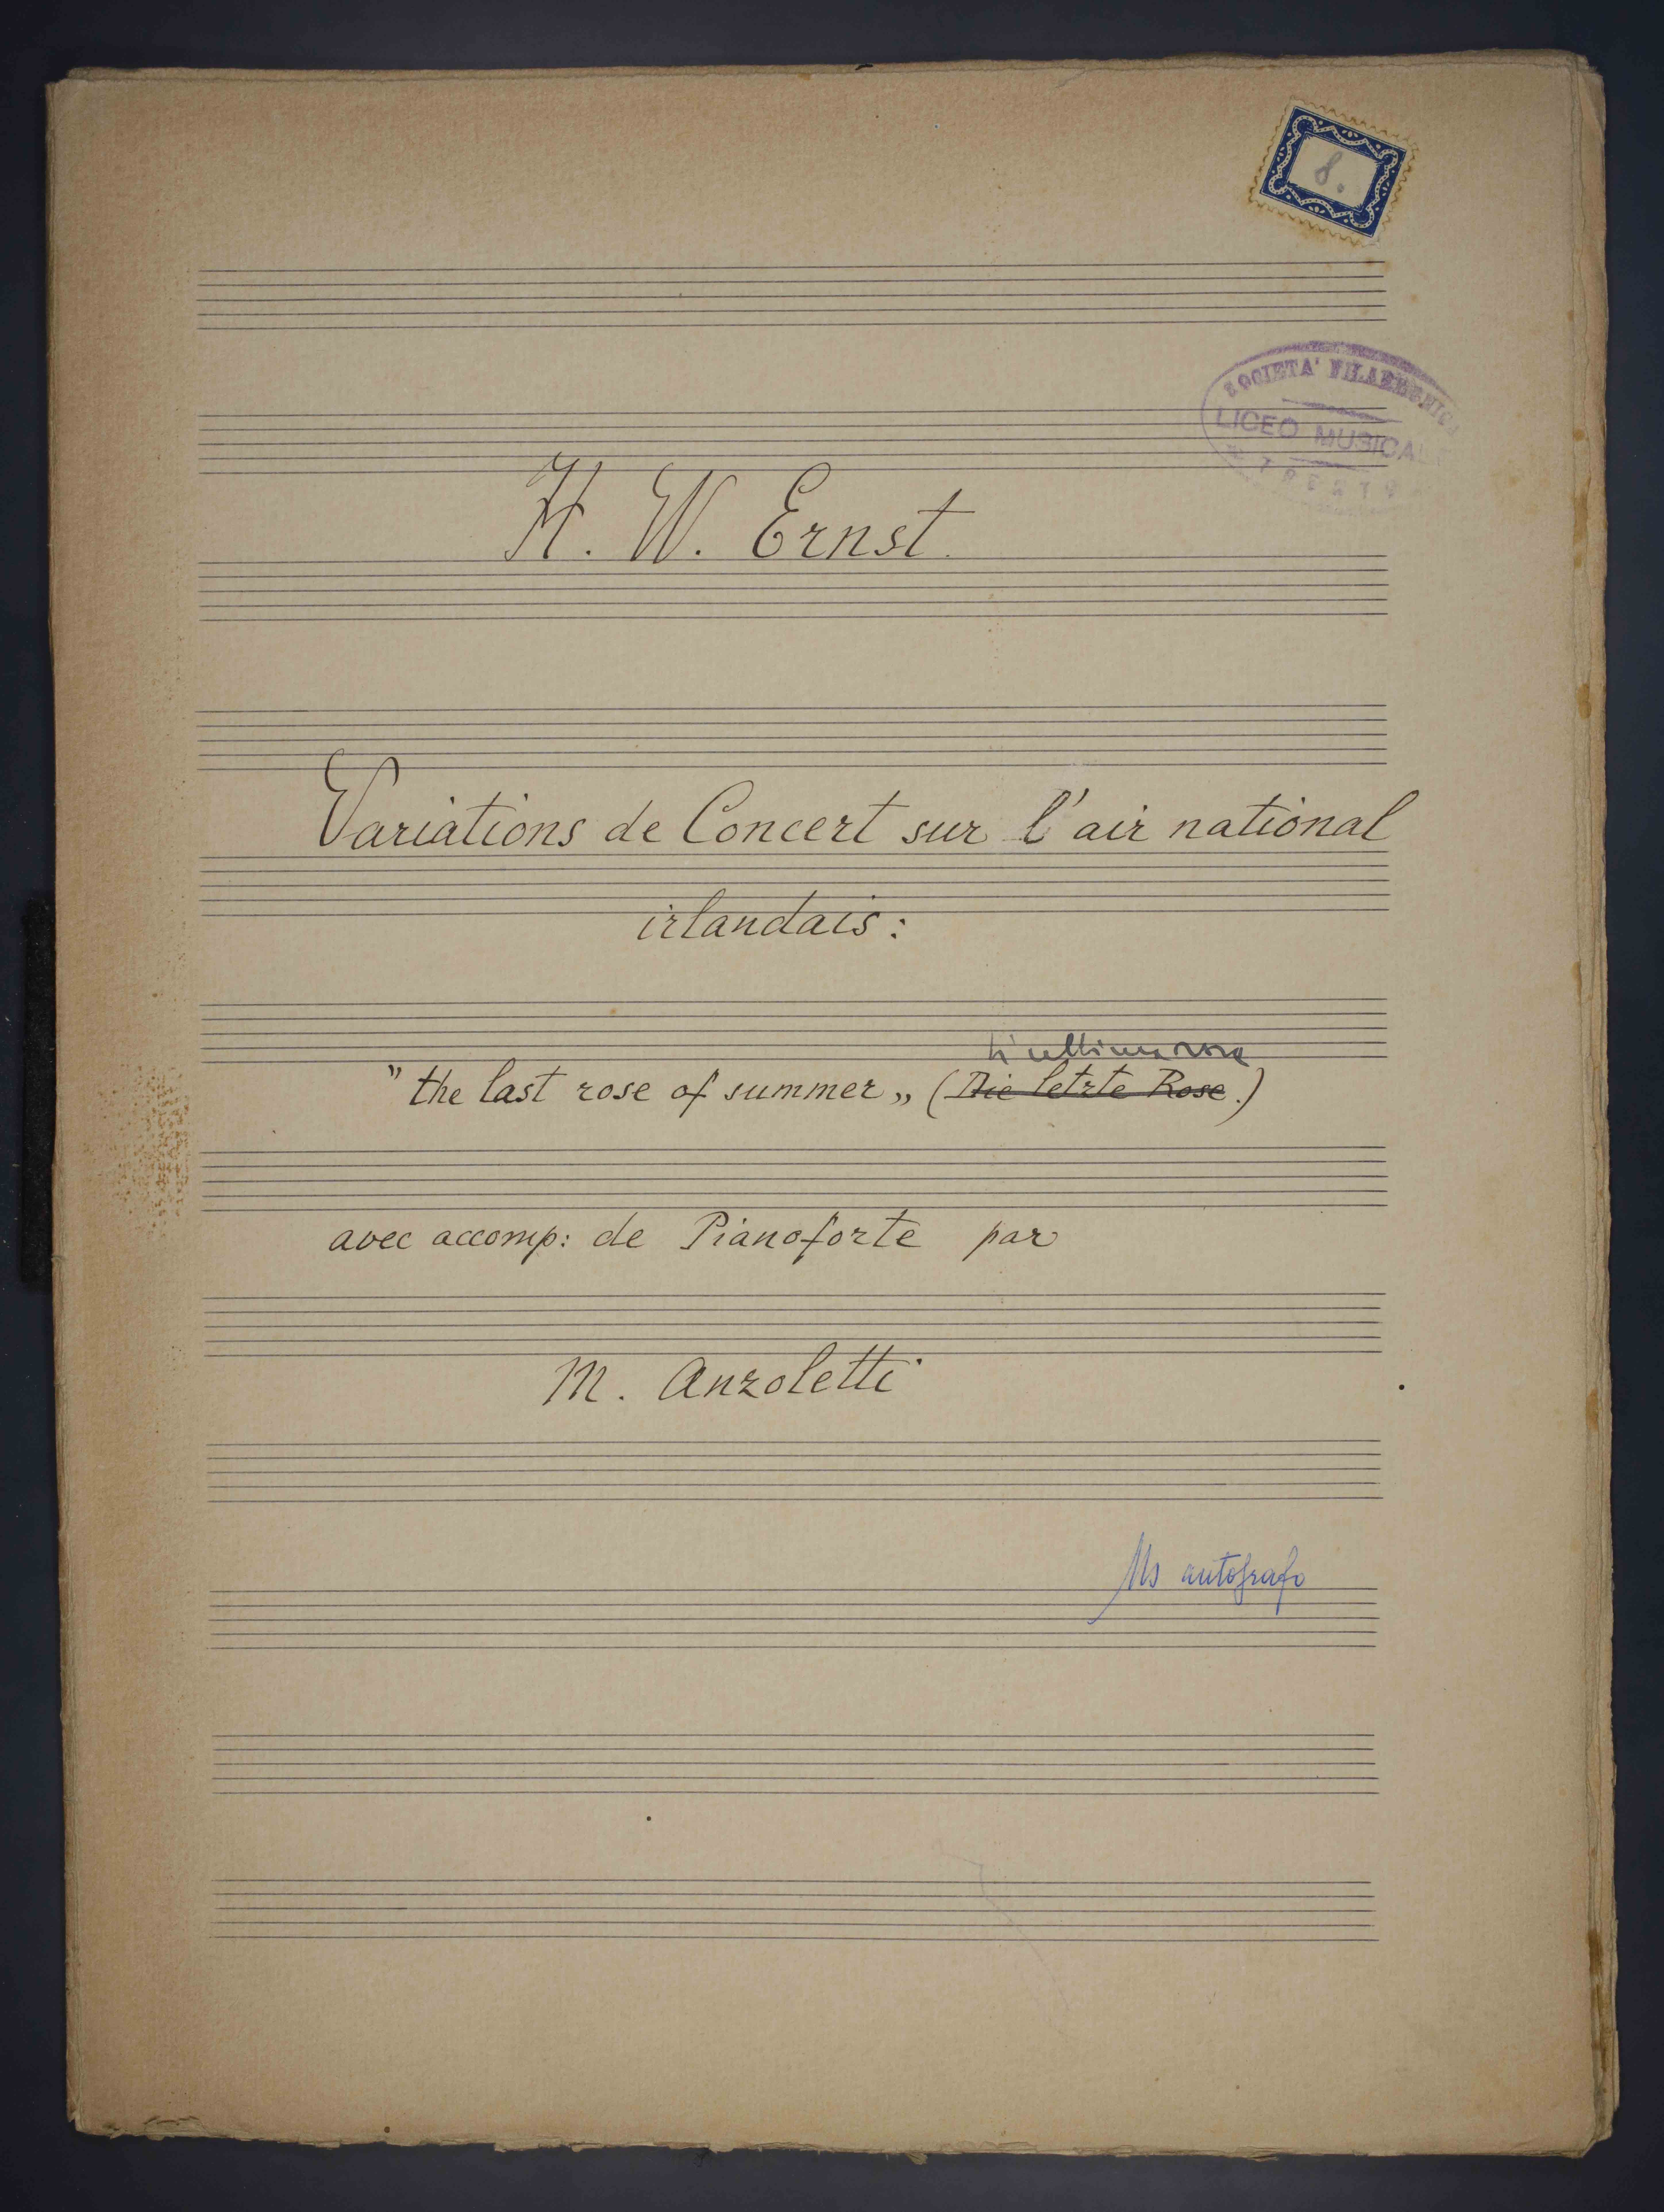 8.
SOCIETA' FILARMONICA
LICEO MUSICALE
TRENTO
H. W. Ernst.
Variations de Concert sur l'air national
irlandais:
L'ultima rosa
"the last rose of summer„ (Die letzte Rose.)
avec accomp: de Pianoforte par
M. Anzoletti
Ms autografo